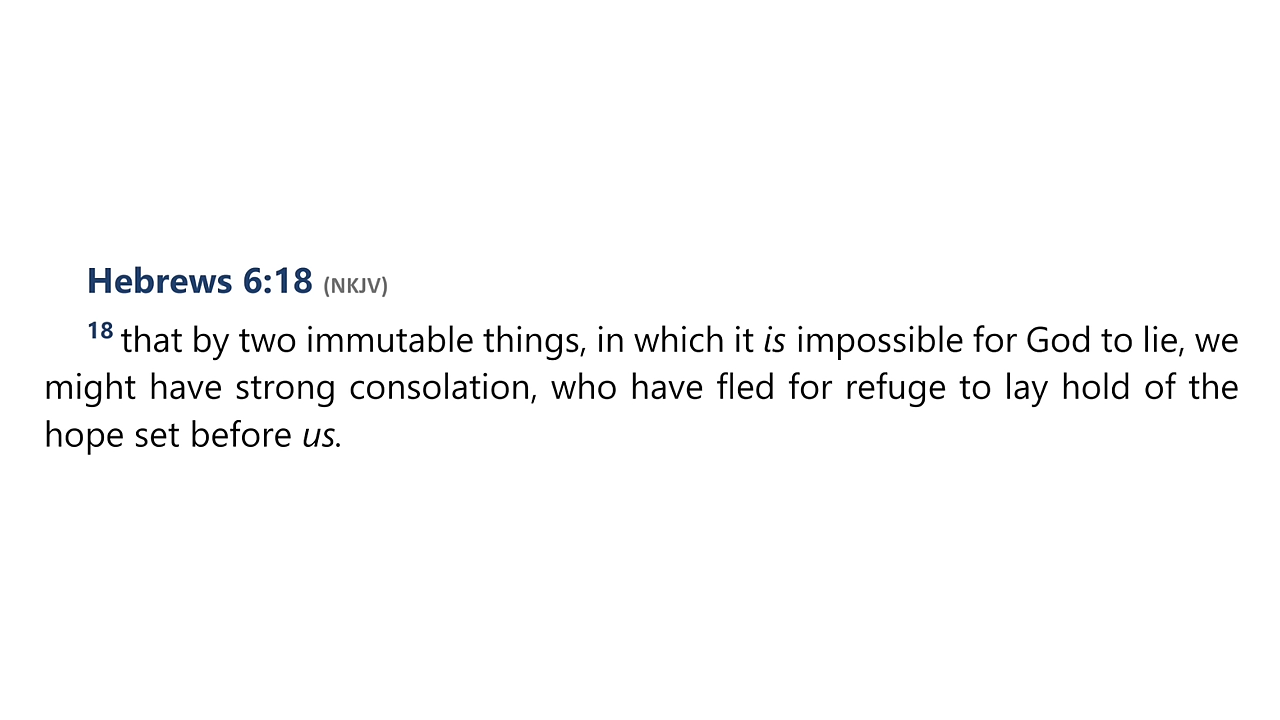 Hebrews 6:18 (NKJV)
18 that by two immutable things, in which it is impossible for God to lie, we
might have strong consolation, who have fled for refuge to lay hold of the
hope set before us.